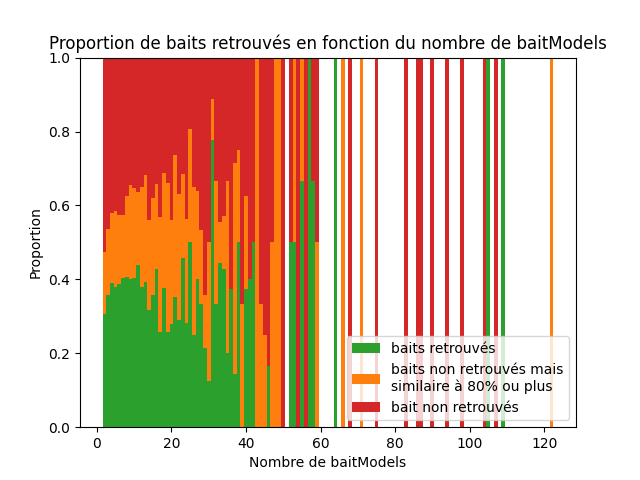 Proportion de baits retrouvés en fonction du nombre de baitModels
1.0
0.8
0.6
0.4
0.2
0.0
Proportion
0 20 40 60 80 100 120
Nombre de baitModels
baits retrouvés
baits non retrouvés mais
similaire à 80% ou plus
bait non retrouvés